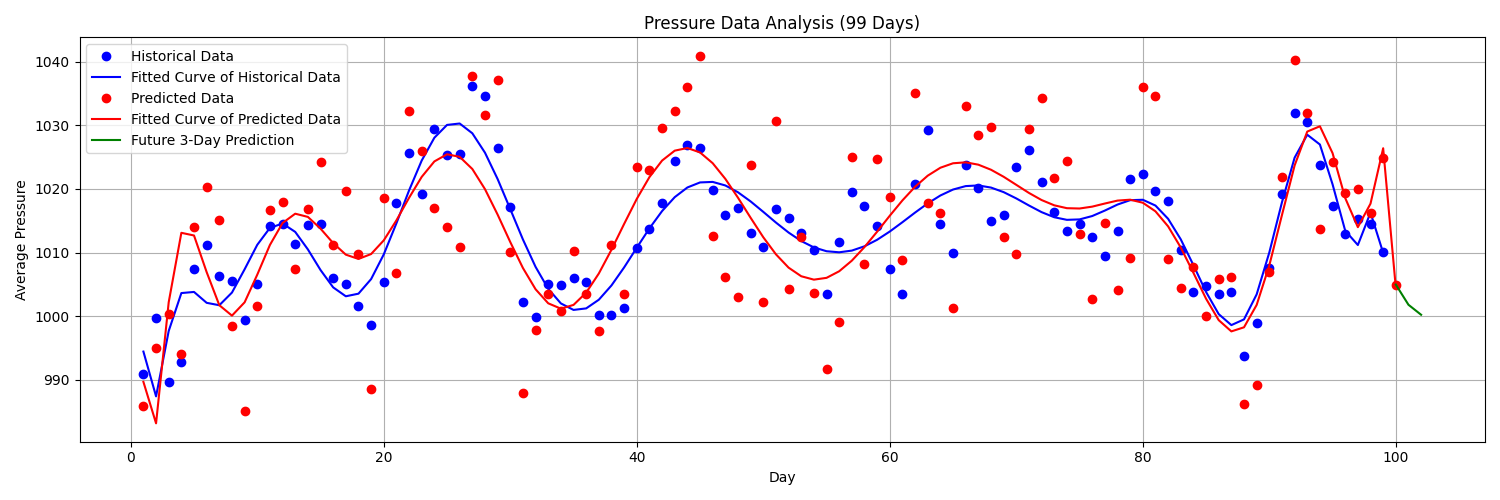 Pressure Data Analysis (99 Days)
Historical Data
Fitted Curve of Historical Data
Predicted Data
Fitted Curve of Predicted Data
Future 3-Day Prediction
Average Pressure
1040
1030
1020
1010
1000
990
0 20 40 60 80 100
Day